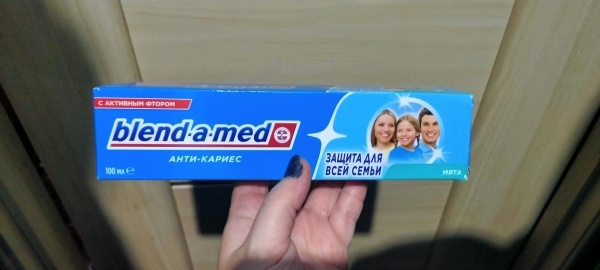 С АКТИВНЫМ ФТОРОМ
blend-a-med
АНТИ-КАРИЕС
100 МЛ ℮
ЗАЩИТА ДЛЯ
ВСЕЙ СЕМЬИ
МЯТА